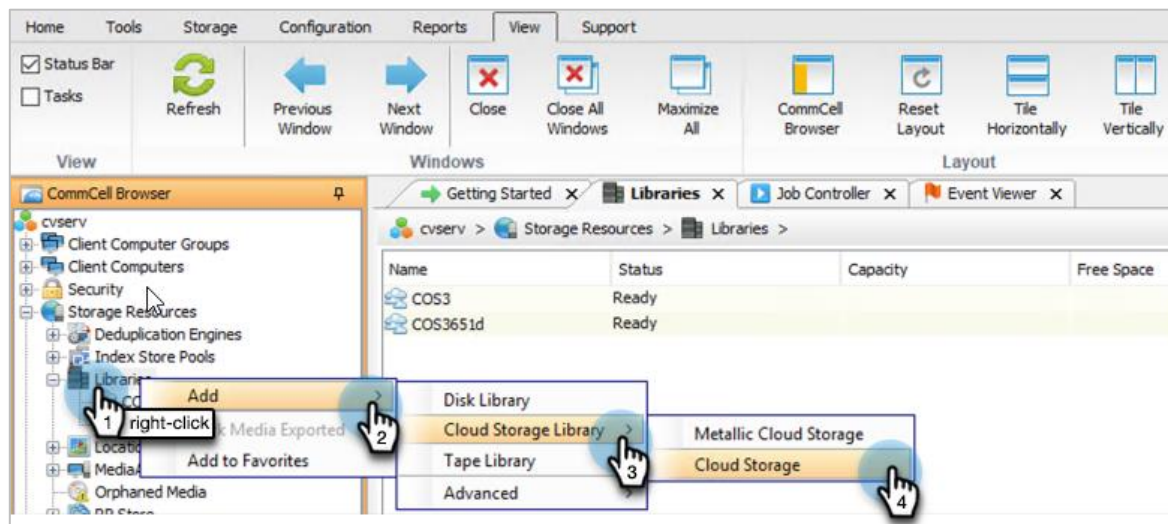 Home Tools Storage Configuration Reports View Support
Status Bar
Tasks
Refresh
Previous Window
Next Window
Close
Close All Windows
Maximize All
CommCell Browser
Reset Layout
Tile Horizontally
Tile Vertically
View Windows Layout
CommCell Browser
Getting Started Libraries Job Controller Event Viewer
cvserv > Storage Resources > Libraries >
Name Status Capacity Free Space
COS3 Ready
COS3651d Ready
cvserv
Client Computer Groups
Client Computers
Security
Storage Resources
Deduplication Engines
Index Store Pools
Libraries
Orphaned Media
1 right-click
Add
Media Exported
Add to Favorites
2
Disk Library
Cloud Storage Library
Tape Library
Advanced
3
Metallic Cloud Storage
Cloud Storage
4